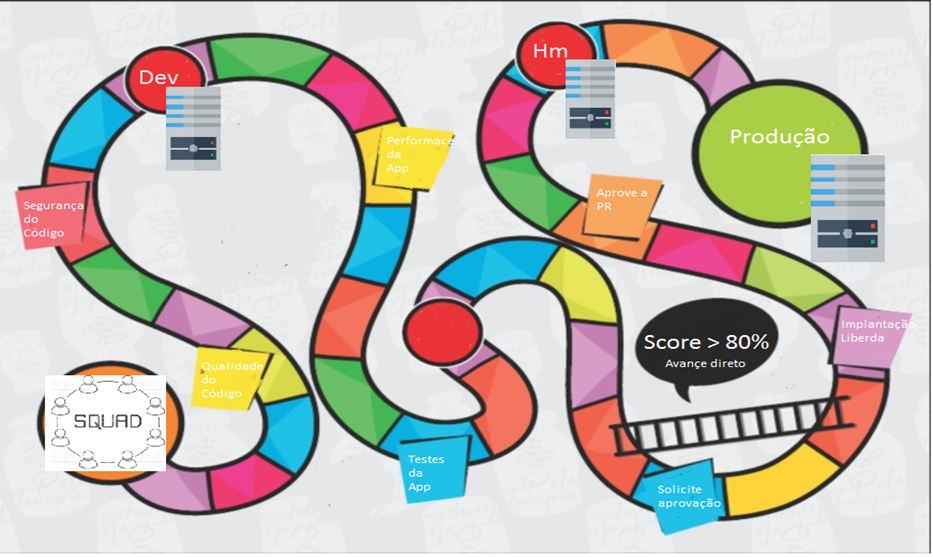 Dev
Hm
Produção
Performace
da
App
Segurança
do
Código
Aprove a
PR
Implantação
Liberda
Score > 80%
Avance direto
Qualidade
do
Código
SQUAD
Testes
da
App
Solicite
aprovação